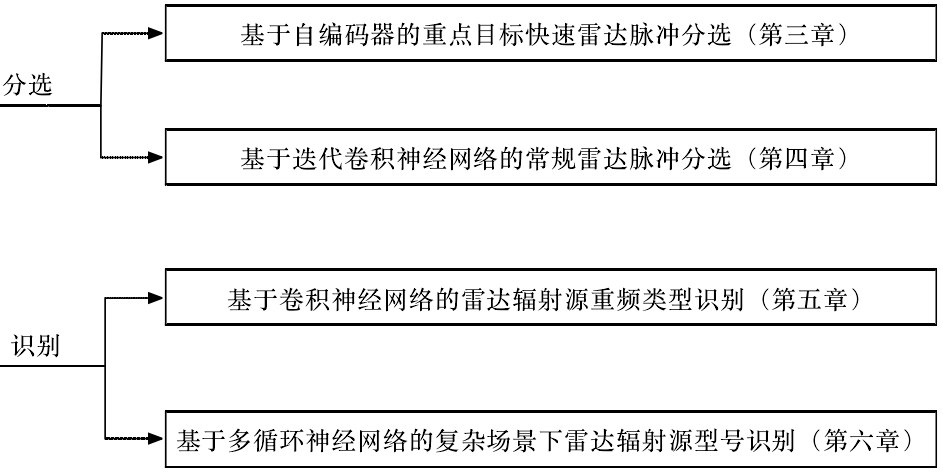 基于自编码器的重点目标快速雷达脉冲分选（第三章）
分选
基于迭代卷积神经网络的常规雷达脉冲分选（第四章）
基于卷积神经网络的雷达辐射源重频类型识别（第五章）
识别
基于多循环神经网络的复杂场景下雷达辐射源型号识别（第六章）